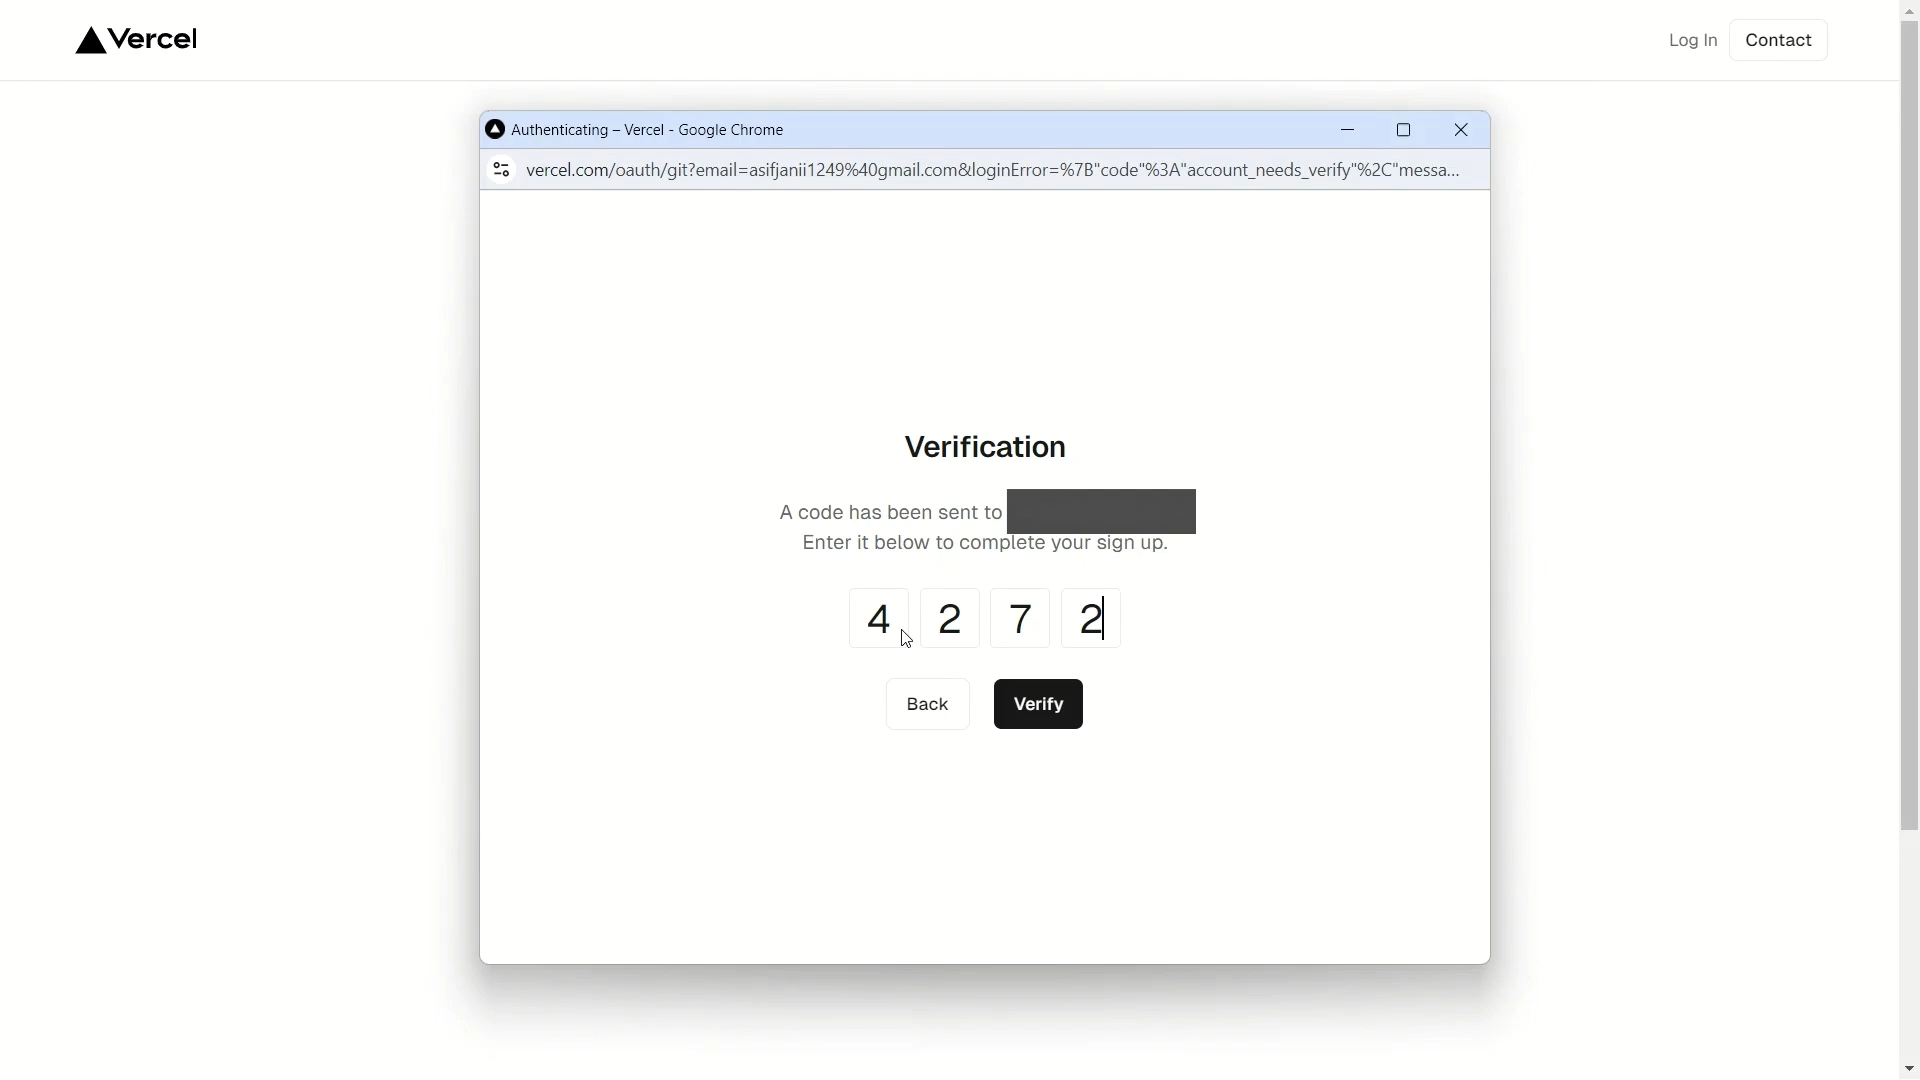 Vercel
Log In
Contact
Authenticating – Vercel - Google Chrome
vercel.com/oauth/git?email=asifjanii1249%40gmail.com&loginError=%7B"code"%3A"account_needs_verify"%2C"messa...
Verification
A code has been sent to
Enter it below to complete your sign up.
4 2 7 2
Back
Verify